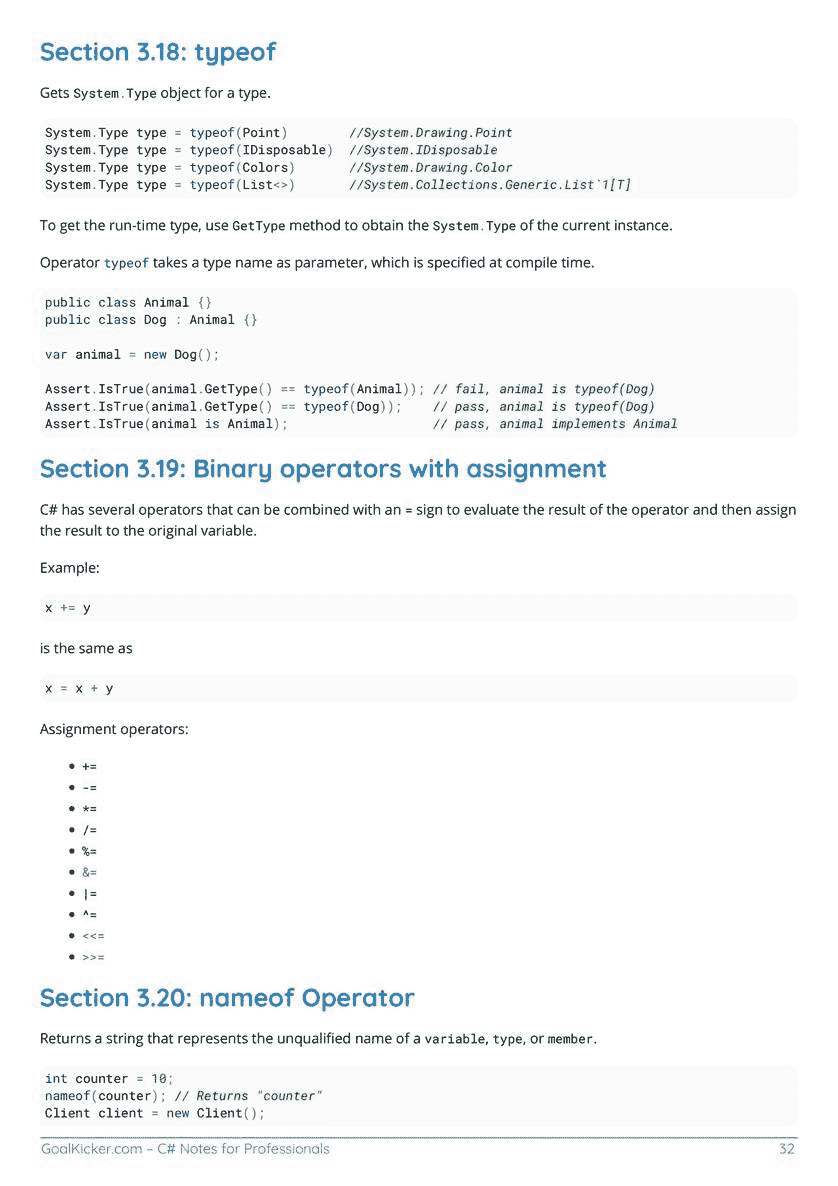 Section 3.18: typeof
Gets System.Type object for a type.
System.Type type = typeof(Point)        //System.Drawing.Point
System.Type type = typeof(IDisposable)  //System.IDisposable
System.Type type = typeof(Colors)       //System.Drawing.Color
System.Type type = typeof(List<>)       //System.Collections.Generic.List`1[T]
To get the run-time type, use GetType method to obtain the System.Type of the current instance.
Operator typeof takes a type name as parameter, which is specified at compile time.
public class Animal {}
public class Dog : Animal {}
var animal = new Dog();
Assert.IsTrue(animal.GetType() == typeof(Animal)); // fail, animal is typeof(Dog)
Assert.IsTrue(animal.GetType() == typeof(Dog));    // pass, animal is typeof(Dog)
Assert.IsTrue(animal is Animal);                   // pass, animal implements Animal
Section 3.19: Binary operators with assignment
C# has several operators that can be combined with an = sign to evaluate the result of the operator and then assign
the result to the original variable.
Example:
x += y
is the same as
x = x + y
Assignment operators:
• +=
• -=
• *=
• /=
• %=
• &=
• |=
• ^=
• <<=
• >>=
Section 3.20: nameof Operator
Returns a string that represents the unqualified name of a variable, type, or member.
int counter = 10;
nameof(counter); // Returns "counter"
Client client = new Client();
GoalKicker.com – C# Notes for Professionals 32